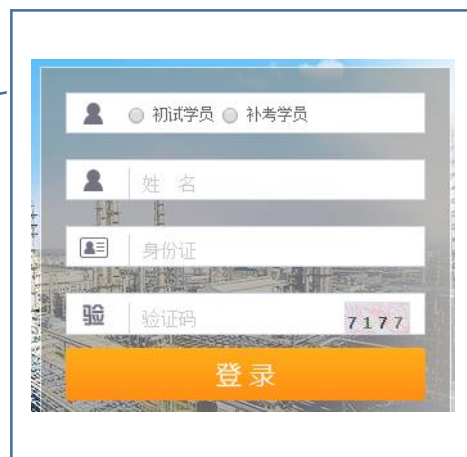 初试学员 补考学员
姓 名
身份证
验 验证码 7177
登录